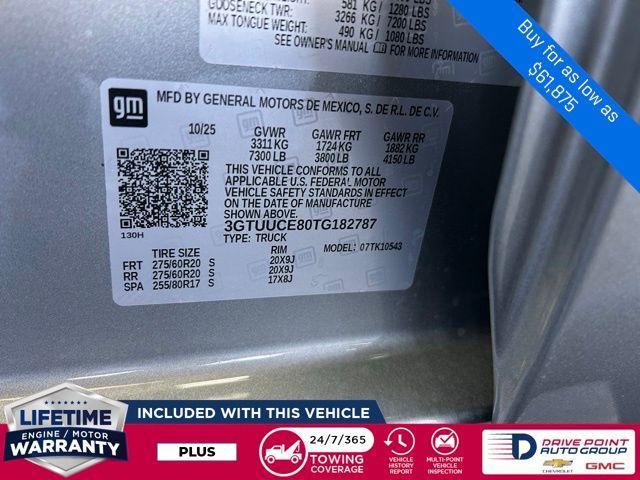 581 KG / 1280 LBS
GOOSENECK TWR: 3266 KG / 7200 LBS
MAX TONGUE WEIGHT: 490 KG / 1080 LBS
SEE OWNER'S MANUAL FOR MORE INFORMATION
Buy for as low as
$61,875
gm
MFD BY GENERAL MOTORS DE MEXICO, S. DE R.L. DE C.V.
10/25 GVWR GAWR FRT GAWR RR
3311 KG 1724 KG 1882 KG
7300 LB 3800 LB 4150 LB
THIS VEHICLE CONFORMS TO ALL
APPLICABLE U.S. FEDERAL MOTOR
VEHICLE SAFETY STANDARDS IN EFFECT
ON THE DATE OF MANUFACTURE
SHOWN ABOVE.
3GTUUCE80TG182787
TYPE: TRUCK MODEL: 07TK10543
130H
TIRE SIZE RIM
FRT 275/60R20 S 20X9J
RR 275/60R20 S 20X9J
SPA 255/80R17 S 17X8J
LIFETIME
ENGINE / MOTOR
WARRANTY
INCLUDED WITH THIS VEHICLE
PLUS
24/7/365
TOWING
COVERAGE
VEHICLE
HISTORY
REPORT
MULTI-POINT
VEHICLE
INSPECTION
DRIVE POINT
AUTO GROUP
CHEVROLET GMC